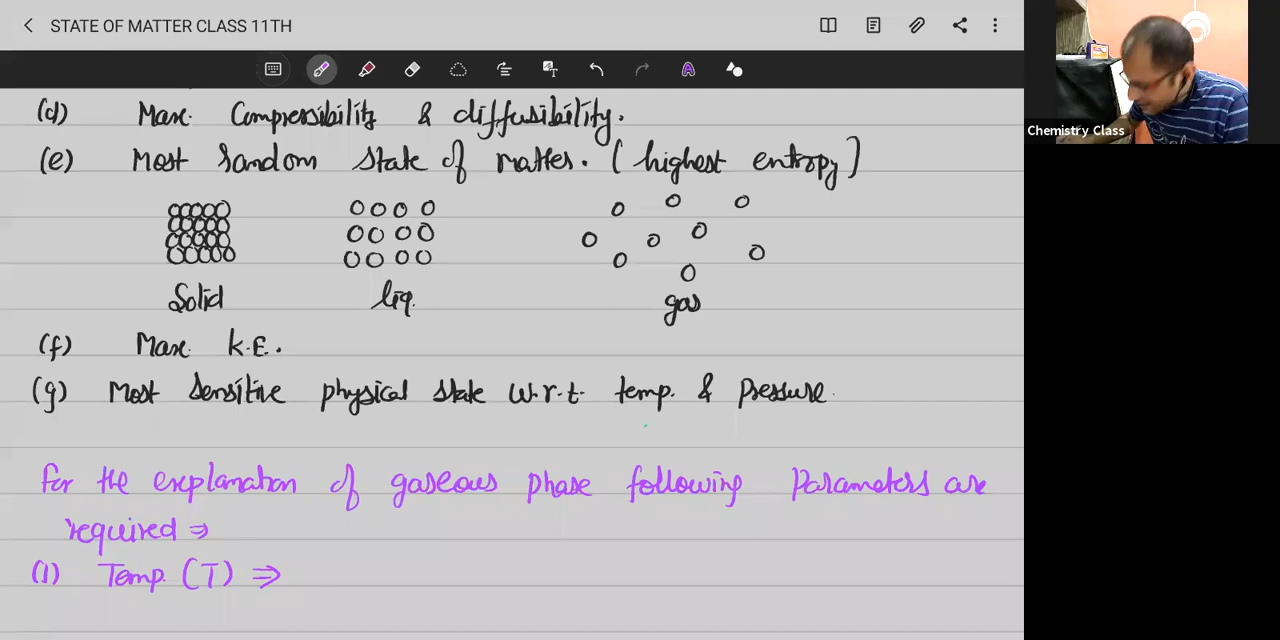 STATE OF MATTER CLASS 11TH
(d) Max. Compressibility & diffusibility.
Chemistry Class
(e) Most random state of matter. (highest entropy]
Solid liq. gas
(f) Max K.E.
(g) Most sensitive physical state w.r.t. temp. & Pressure.
For the explanation of gaseous phase following Parameters are
required ⇒
(1) Temp. (T) ⇒